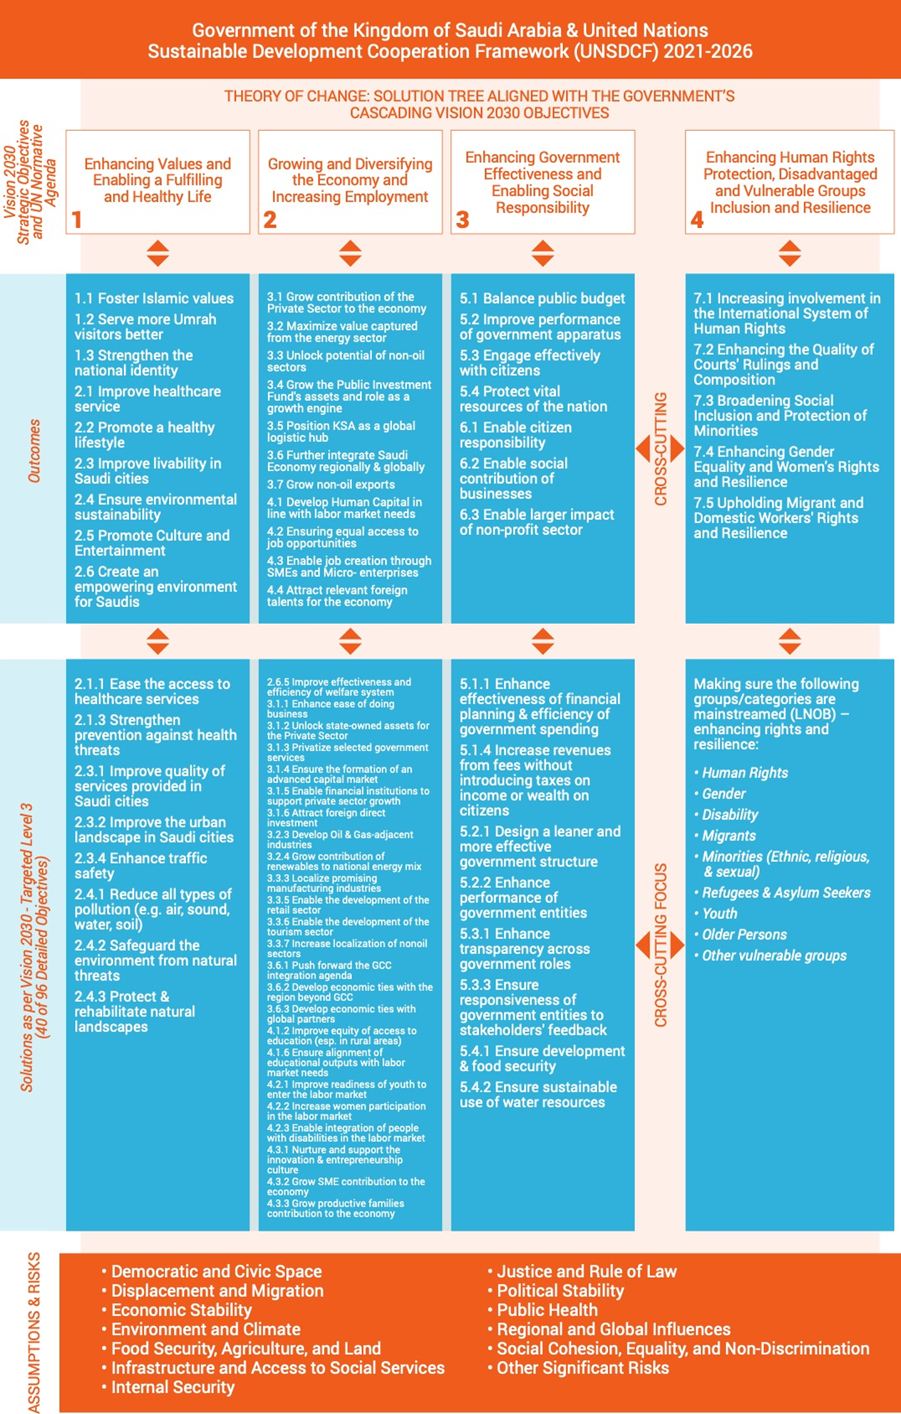 Government of the Kingdom of Saudi Arabia & United Nations
Sustainable Development Cooperation Framework (UNSDCF) 2021-2026
THEORY OF CHANGE: SOLUTION TREE ALIGNED WITH THE GOVERNMENT'S
CASCADING VISION 2030 OBJECTIVES
Vision 2030
Strategic Objectives
and UN Normative
Agenda
Enhancing Values and
Enabling a Fulfilling
and Healthy Life
1
Growing and Diversifying
the Economy and
Increasing Employment
2
Enhancing Government
Effectiveness and
Enabling Social
Responsibility
3
Enhancing Human Rights
Protection, Disadvantaged
and Vulnerable Groups
Inclusion and Resilience
4
Outcomes
1.1 Foster Islamic values
1.2 Serve more Umrah
visitors better
1.3 Strengthen the
national identity
2.1 Improve healthcare
service
2.2 Promote a healthy
lifestyle
2.3 Improve livability in
Saudi cities
2.4 Ensure environmental
sustainability
2.5 Promote Culture and
Entertainment
2.6 Create an
empowering environment
for Saudis
3.1 Grow contribution of the
Private Sector to the economy
3.2 Maximize value captured
from the energy sector
3.3 Unlock potential of non-oil
sectors
3.4 Grow the Public Investment
Fund's assets and role as a
growth engine
3.5 Position KSA as a global
logistic hub
3.6 Further integrate Saudi
Economy regionally & globally
3.7 Grow non-oil exports
4.1 Develop Human Capital in
line with labor market needs
4.2 Ensuring equal access to
job opportunities
4.3 Enable job creation through
SMEs and Micro- enterprises
4.4 Attract relevant foreign
talents for the economy
5.1 Balance public budget
5.2 Improve performance
of government apparatus
5.3 Engage effectively
with citizens
5.4 Protect vital
resources of the nation
6.1 Enable citizen
responsibility
6.2 Enable social
contribution of
businesses
6.3 Enable larger impact
of non-profit sector
CROSS-CUTTING
7.1 Increasing involvement in
the International System of
Human Rights
7.2 Enhancing the Quality of
Courts' Rulings and
Composition
7.3 Broadening Social
Inclusion and Protection of
Minorities
7.4 Enhancing Gender
Equality and Women's Rights
and Resilience
7.5 Upholding Migrant and
Domestic Workers' Rights
and Resilience
Solutions as per Vision 2030 - Targeted Level 3
(40 of 96 Detailed Objectives)
2.1.1 Ease the access to
healthcare services
2.1.3 Strengthen
prevention against health
threats
2.3.1 Improve quality of
services provided in
Saudi cities
2.3.2 Improve the urban
landscape in Saudi cities
2.3.4 Enhance traffic
safety
2.4.1 Reduce all types of
pollution (e.g. air, sound,
water, soil)
2.4.2 Safeguard the
environment from natural
threats
2.4.3 Protect &
rehabilitate natural
landscapes
2.6.5 Improve effectiveness and
efficiency of welfare system
3.1.1 Enhance ease of doing
business
3.1.2 Unlock state-owned assets for
the Private Sector
3.1.3 Privatize selected government
services
3.1.4 Ensure the formation of an
advanced capital market
3.1.5 Enable financial institutions to
support private sector growth
3.1.6 Attract foreign direct
investment
3.2.3 Develop Oil & Gas-adjacent
industries
3.2.4 Grow contribution of
renewables to national energy mix
3.3.3 Localize promising
manufacturing industries
3.3.5 Enable the development of the
retail sector
3.3.6 Enable the development of the
tourism sector
3.3.7 Increase localization of nonoil
sectors
3.6.1 Push forward the GCC
integration agenda
3.6.2 Develop economic ties with the
region beyond GCC
3.6.3 Develop economic ties with
global partners
4.1.2 Improve equity of access to
education (esp. in rural areas)
4.1.6 Ensure alignment of
educational outputs with labor
market needs
4.2.1 Improve readiness of youth to
enter the labor market
4.2.2 Increase women participation
in the labor market
4.2.3 Enable integration of people
with disabilities in the labor market
4.3.1 Nurture and support the
innovation & entrepreneurship
culture
4.3.2 Grow SME contribution to the
economy
4.3.3 Grow productive families
contribution to the economy
5.1.1 Enhance
effectiveness of financial
planning & efficiency of
government spending
5.1.4 Increase revenues
from fees without
introducing taxes on
income or wealth on
citizens
5.2.1 Design a leaner and
more effective
government structure
5.2.2 Enhance
performance of
government entities
5.3.1 Enhance
transparency across
government roles
5.3.3 Ensure
responsiveness of
government entities to
stakeholders' feedback
5.4.1 Ensure development
& food security
5.4.2 Ensure sustainable
use of water resources
CROSS-CUTTING FOCUS
Making sure the following
groups/categories are
mainstreamed (LNOB) –
enhancing rights and
resilience:
• Human Rights
• Gender
• Disability
• Migrants
• Minorities (Ethnic, religious,
& sexual)
• Refugees & Asylum Seekers
• Youth
• Older Persons
• Other vulnerable groups
ASSUMPTIONS & RISKS
• Democratic and Civic Space
• Displacement and Migration
• Economic Stability
• Environment and Climate
• Food Security, Agriculture, and Land
• Infrastructure and Access to Social Services
• Internal Security
• Justice and Rule of Law
• Political Stability
• Public Health
• Regional and Global Influences
• Social Cohesion, Equality, and Non-Discrimination
• Other Significant Risks